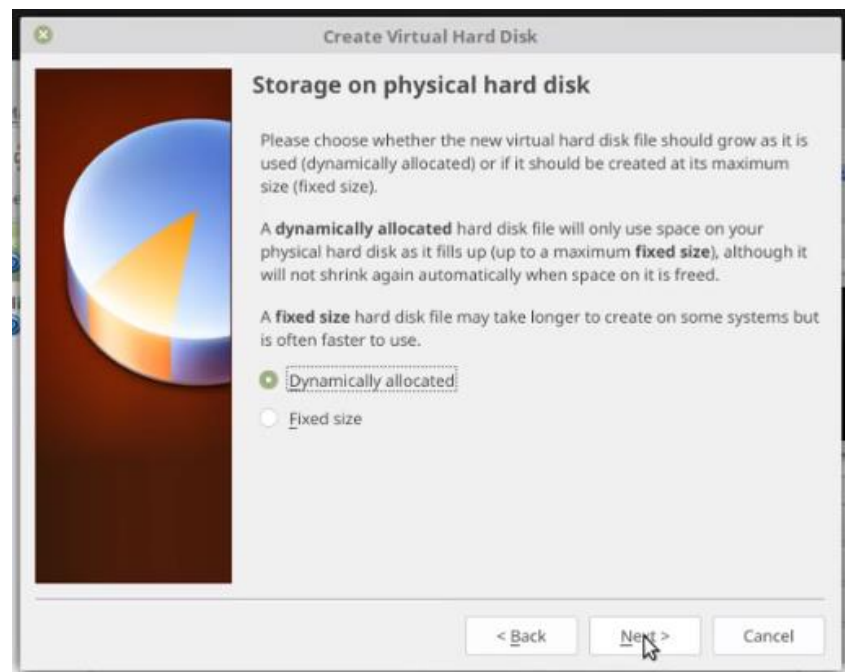 Create Virtual Hard Disk
Storage on physical hard disk
Please choose whether the new virtual hard disk file should grow as it is
used (dynamically allocated) or if it should be created at its maximum
size (fixed size).
A dynamically allocated hard disk file will only use space on your
physical hard disk as it fills up (up to a maximum fixed size), although it
will not shrink again automatically when space on it is freed.
A fixed size hard disk file may take longer to create on some systems but
is often faster to use.
Dynamically allocated
Fixed size
< Back Next > Cancel